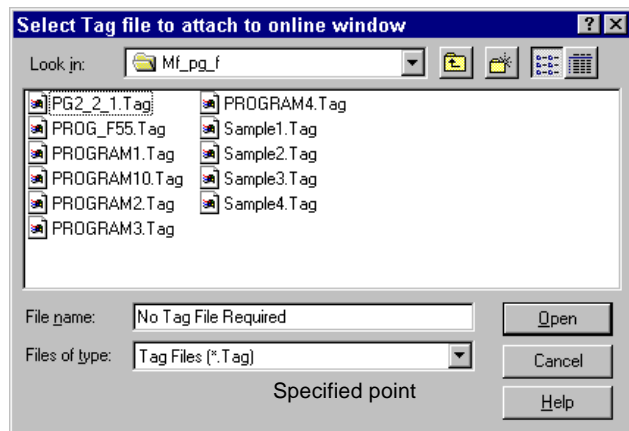 Select Tag file to attach to online window
Look in: Mf_pg_f
PG2_2_1.Tag
PROG_F55.Tag
PROGRAM1.Tag
PROGRAM10.Tag
PROGRAM2.Tag
PROGRAM3.Tag
PROGRAM4.Tag
Sample1.Tag
Sample2.Tag
Sample3.Tag
Sample4.Tag
File name: No Tag File Required
Open
Files of type: Tag Files (*.Tag)
Cancel
Specified point
Help